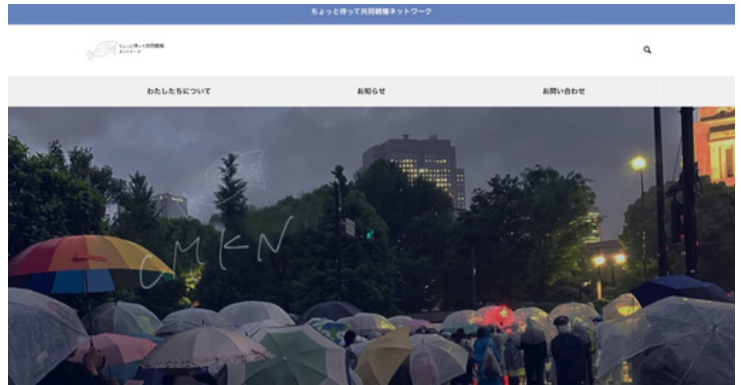 ちょっと待って共同親権ネットワーク
ちょっと待って共同親権
ネットワーク
わたしたちについて
お知らせ
お問い合わせ
CMKN